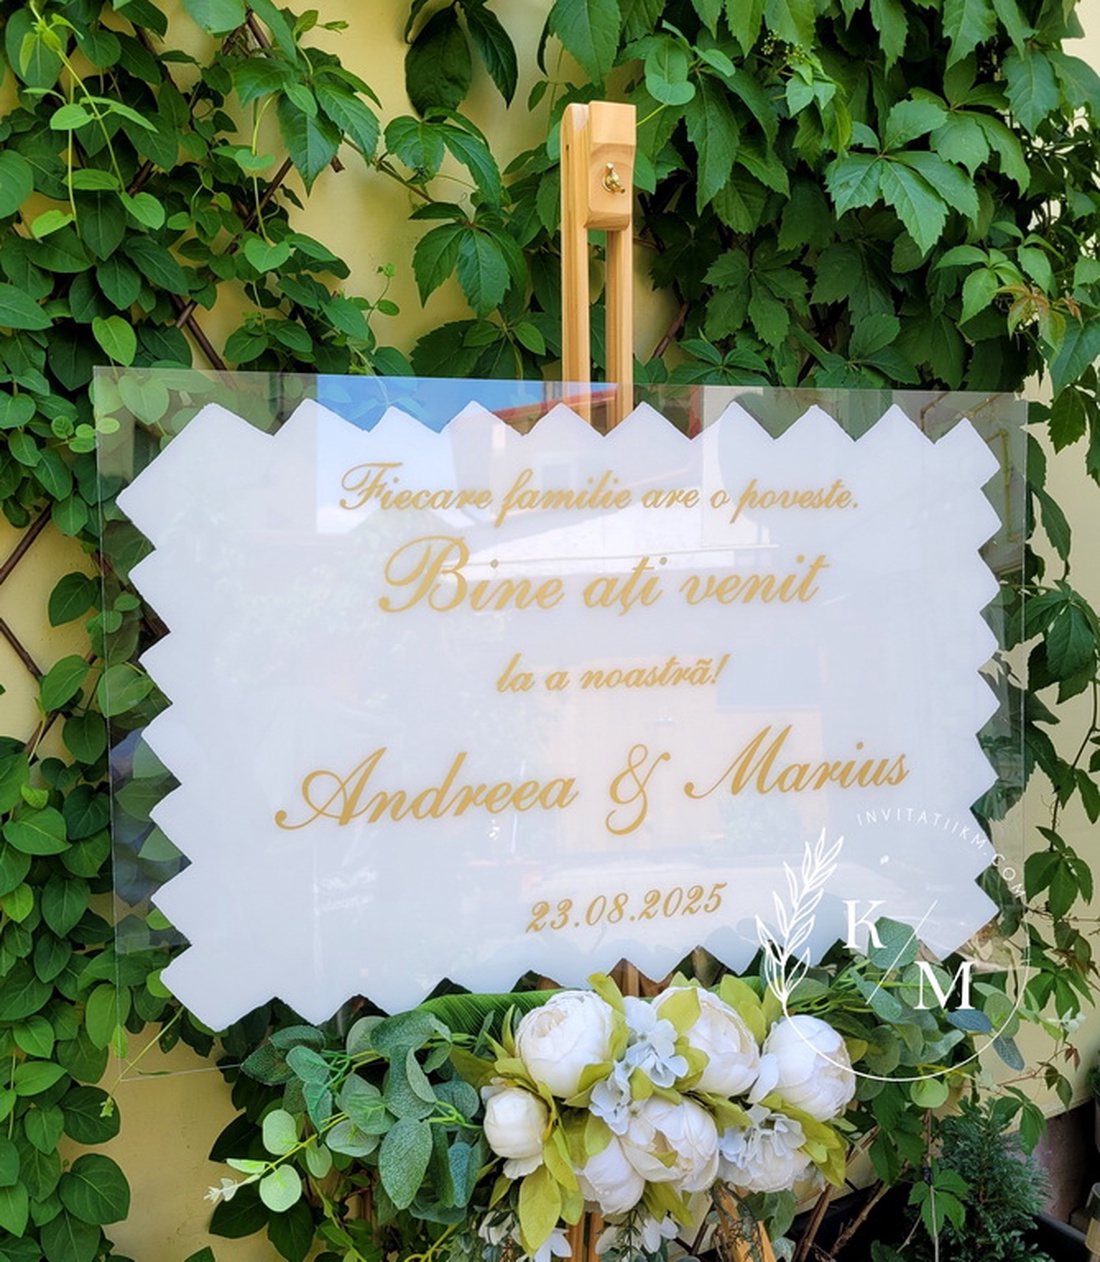 Fiecare familie are o poveste.
Bine ați venit
la a noastră!
Andreea & Marius
23.08.2025
INVITATIIKM.COM
K
M